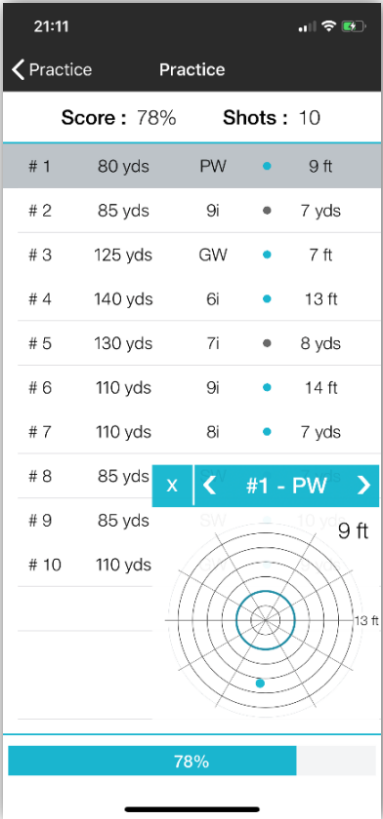 21:11
Practice Practice
Score : 78% Shots : 10
# 1 80 yds PW 9 ft
# 2 85 yds 9i 7 yds
# 3 125 yds GW 7 ft
# 4 140 yds 6i 13 ft
# 5 130 yds 7i 8 yds
# 6 110 yds 9i 14 ft
# 7 110 yds 8i 7 yds
# 8 85 yds
X #1 - PW
# 9 85 yds SW 10 yds
9 ft
# 10 110 yds
13 ft
78%